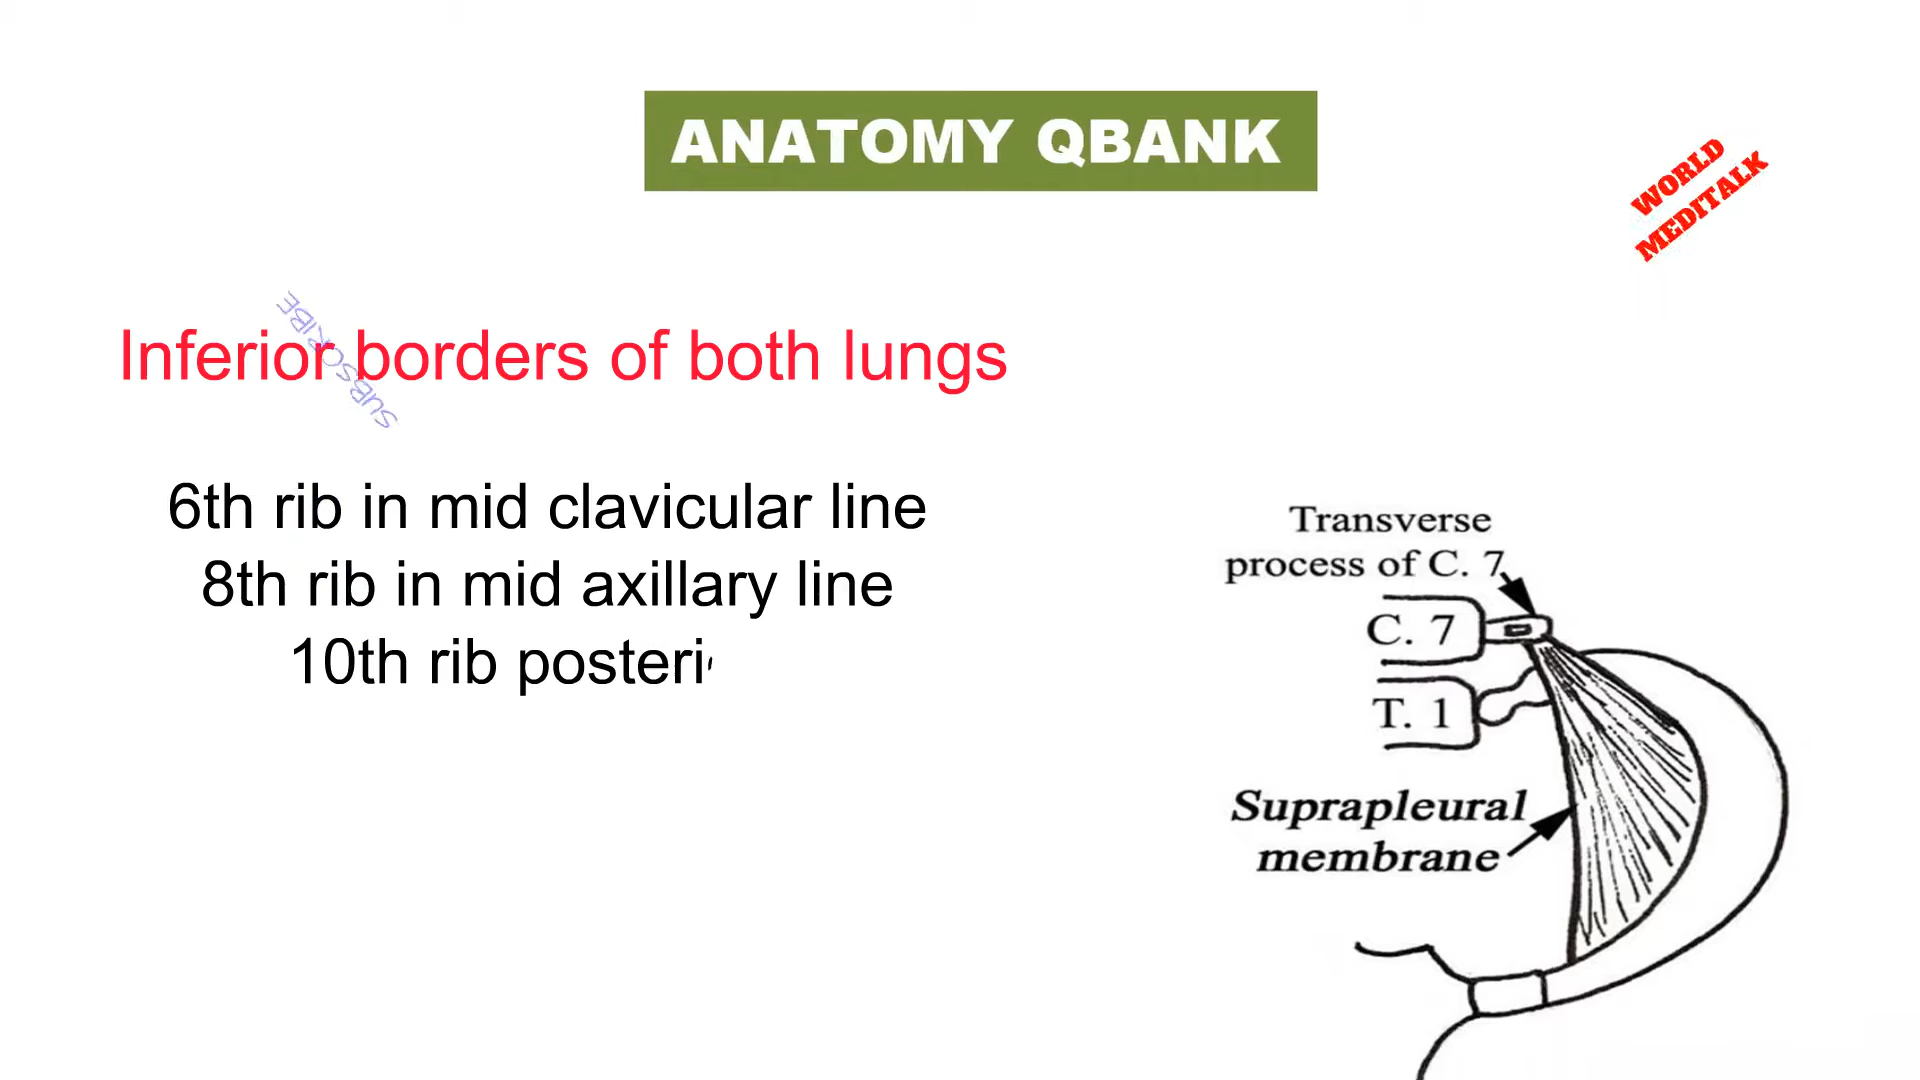 ANATOMY QBANK
WORLD
MEDITALK
SUBSCRIBE
Inferior borders of both lungs
6th rib in mid clavicular line
8th rib in mid axillary line
10th rib posteri
Transverse
process of C. 7
C. 7
T. 1
Suprapleural
membrane